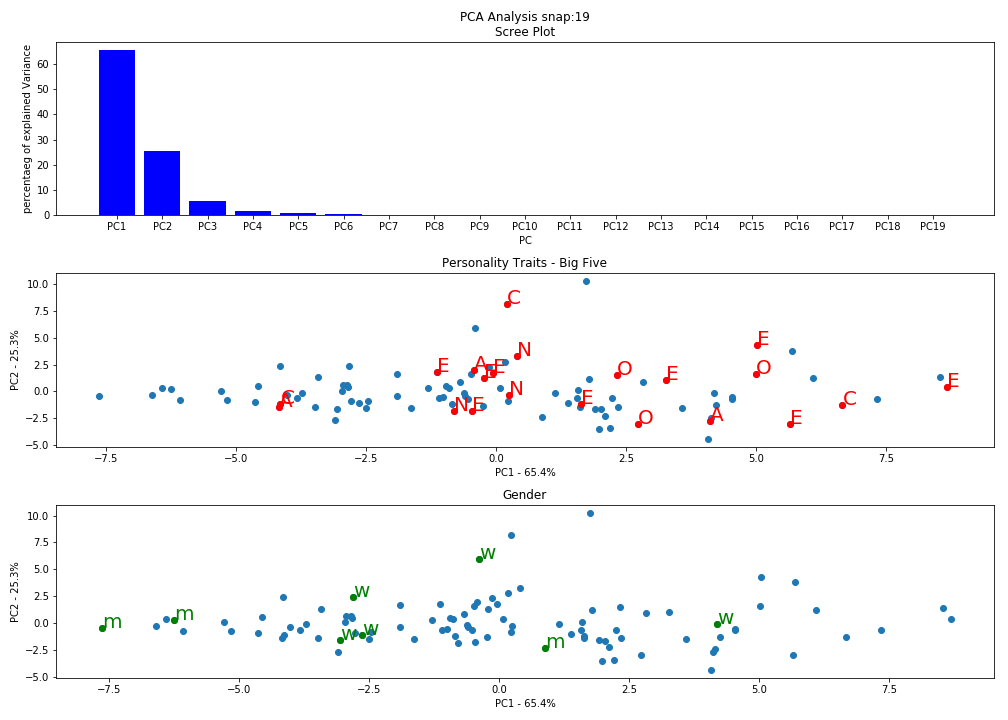 PCA Analysis snap:19
Scree Plot
percentaeg of explained Variance
60
50
40
30
20
10
0
PC1 PC2 PC3 PC4 PC5 PC6 PC7 PC8 PC9 PC10 PC11 PC12 PC13 PC14 PC15 PC16 PC17 PC18 PC19
PC
Personality Traits - Big Five
PC2 - 25.3%
10.0
7.5
5.0
2.5
0.0
−2.5
−5.0
C
E
N
E A E O E O E
C N E C
A N E O A E
−7.5 −5.0 −2.5 0.0 2.5 5.0 7.5
PC1 - 65.4%
Gender
PC2 - 25.3%
10.0
7.5
5.0
2.5
0.0
−2.5
−5.0
w
w
m m w
w w m
−7.5 −5.0 −2.5 0.0 2.5 5.0 7.5
PC1 - 65.4%